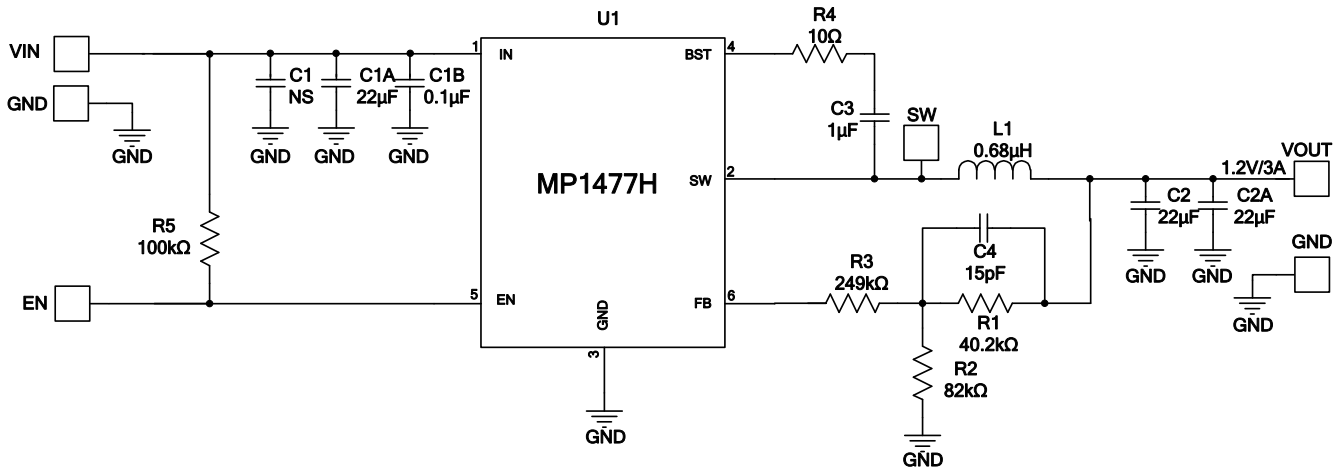 U1
VIN
GND
GND
1
IN
C1
NS
GND
C1A
22µF
GND
C1B
0.1µF
GND
R5
100kΩ
EN
5
EN
MP1477H
GND
3
GND
BST
4
R4
10Ω
C3
1µF
SW
2
SW
L1
0.68µH
1.2V/3A
VOUT
C2
22µF
GND
C2A
22µF
GND
GND
GND
FB
6
R3
249kΩ
C4
15pF
R1
40.2kΩ
R2
82kΩ
GND